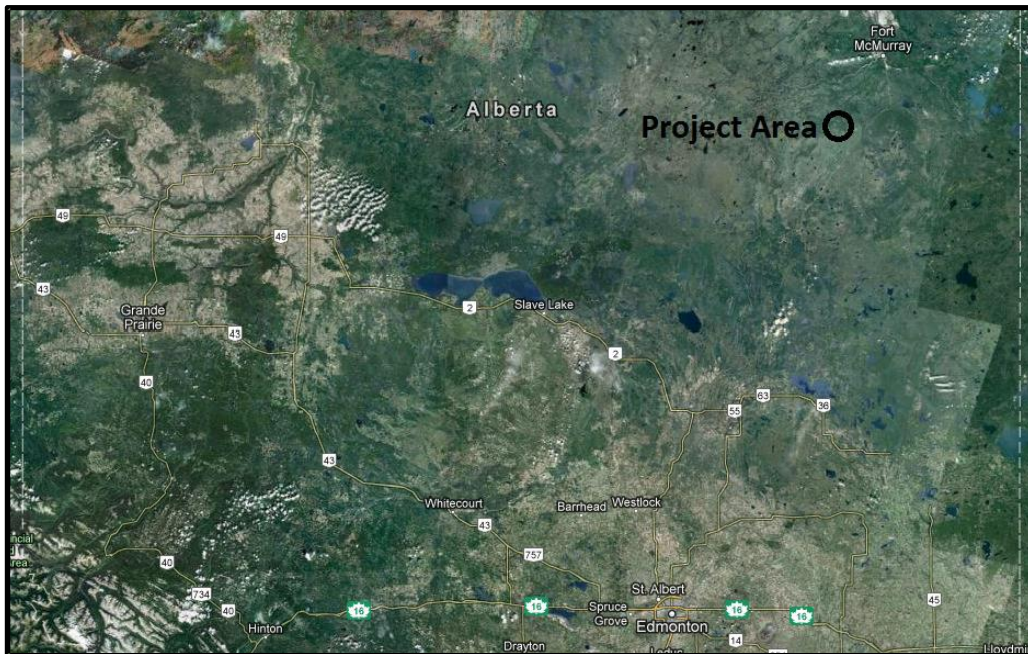 Fort
McMurray
Alberta
Project Area
49
49
43
2
Slave Lake
Grande
Prairie
43
2
40
63
55
36
43
Whitecourt
Barrhead
Westlock
43
757
40
734
40
St. Albert
16
16
Spruce
Grove
16
16
45
Hinton
Edmonton
14
Drayton